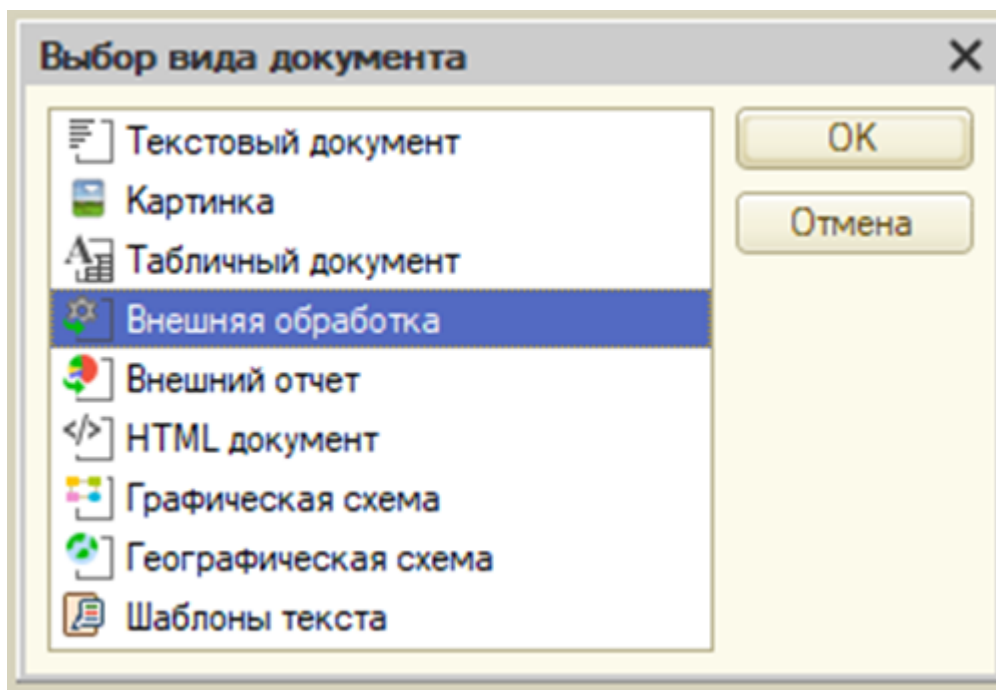 Выбор вида документа
Текстовый документ
Картинка
Табличный документ
Внешняя обработка
Внешний отчет
HTML документ
Графическая схема
Географическая схема
Шаблоны текста
OK
Отмена